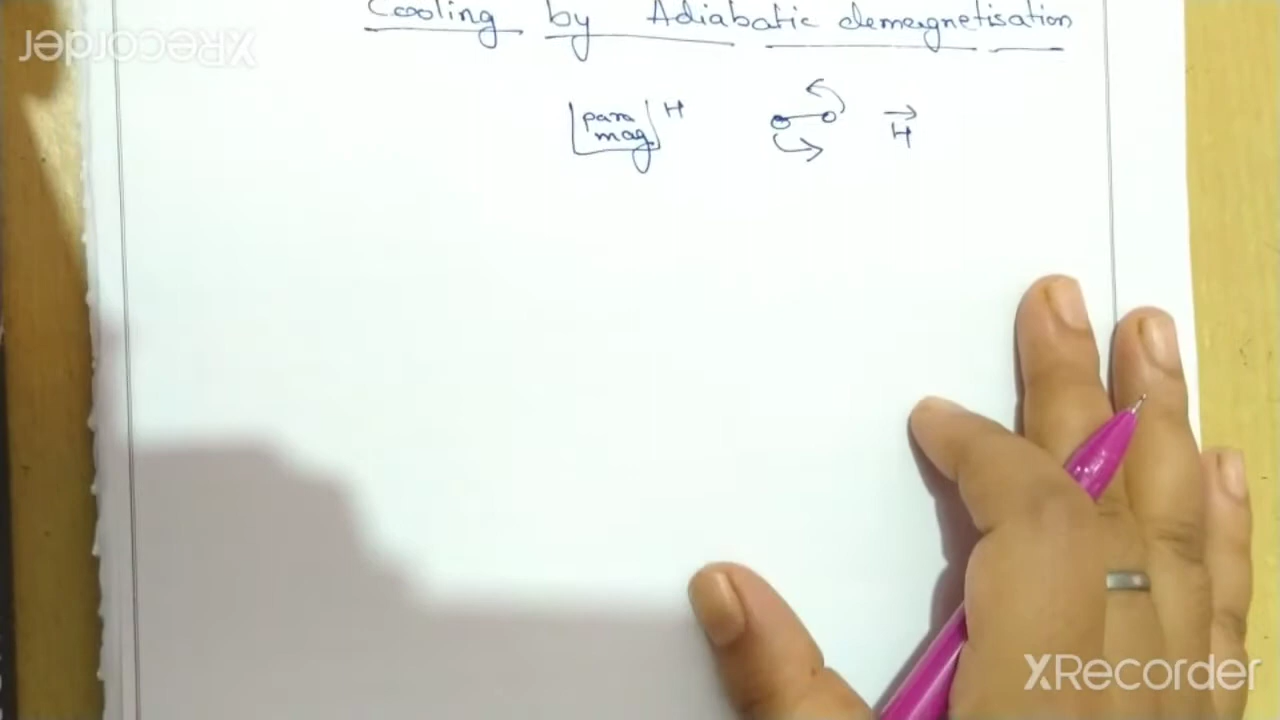 Cooling by Adiabatic demagnetisation
para H
mag
H
XRecorder
XRecorder